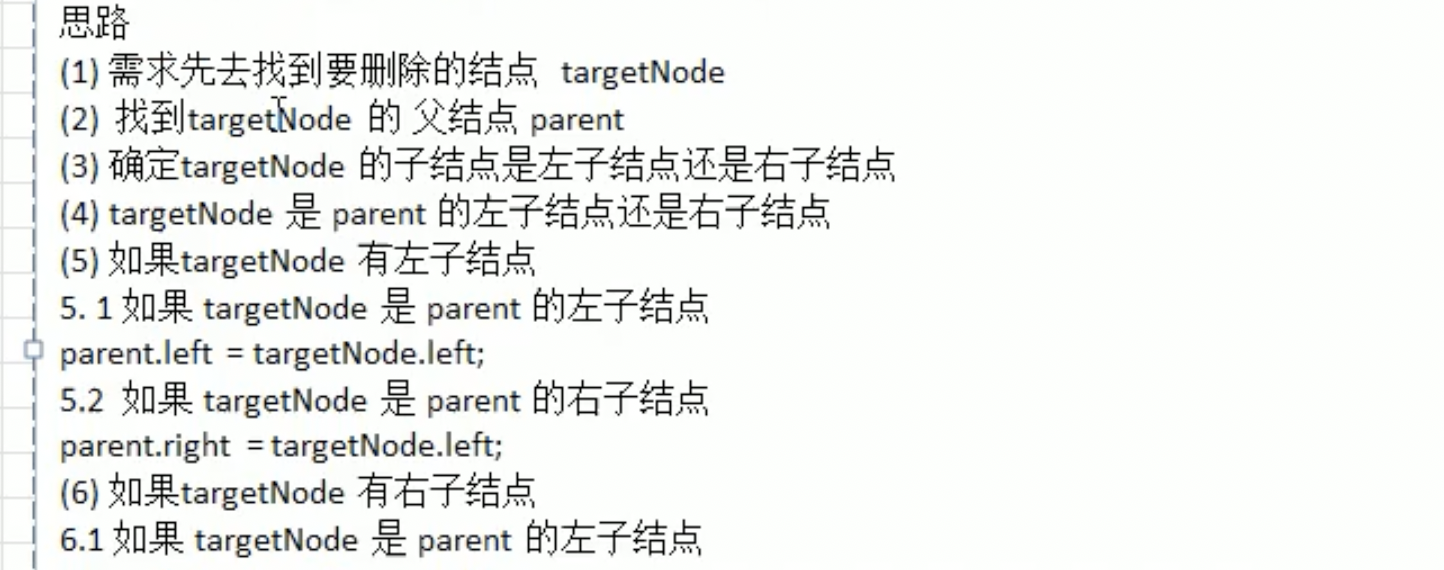 思路
(1) 需求先去找到要删除的结点 targetNode
(2) 找到targetNode 的 父结点 parent
(3) 确定targetNode 的子结点是左子结点还是右子结点
(4) targetNode 是 parent 的左子结点还是右子结点
(5) 如果targetNode 有左子结点
5. 1 如果 targetNode 是 parent 的左子结点
parent.left = targetNode.left;
5.2 如果 targetNode 是 parent 的右子结点
parent.right = targetNode.left;
(6) 如果targetNode 有右子结点
6.1 如果 targetNode 是 parent 的左子结点